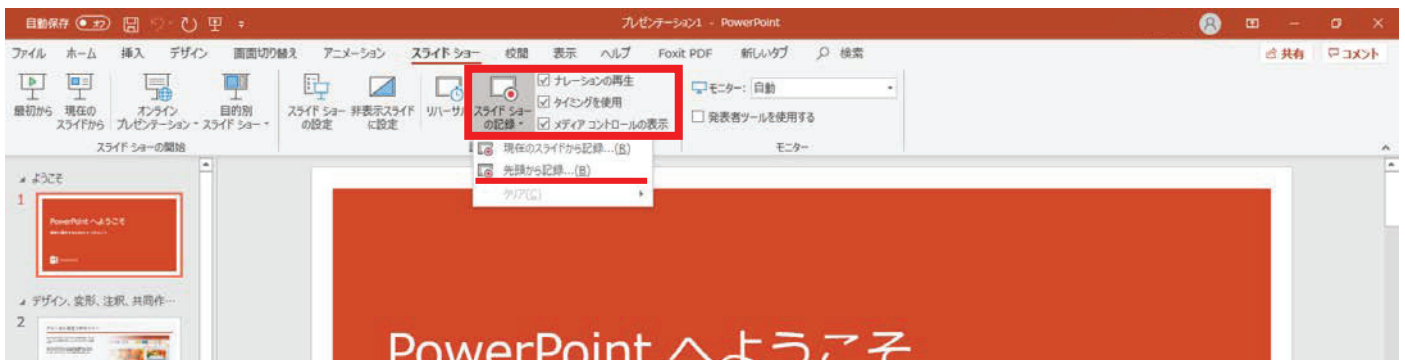 自動保存 オフ
プレゼンテーション1 - PowerPoint
ファイル ホーム 挿入 デザイン 画面切り替え アニメーション スライド ショー 校閲 表示 ヘルプ Foxit PDF 新しいタブ 検索 共有 コメント
最初から
現在の
スライドから
オンライン
プレゼンテーション
目的別
スライド ショー
スライド ショー
の設定
非表示スライド
に設定
リハーサル
スライド ショー
の記録
ナレーションの再生
タイミングを使用
メディア コントロールの表示
モニター: 自動
発表者ツールを使用する
スライド ショーの開始
モニター
現在のスライドから記録...(R)
先頭から記録...(B)
クリア(C)
ようこそ
1
PowerPoint へようこそ
デザイン、変形、注釈、共同作…
2
PowerPoint へようこそ